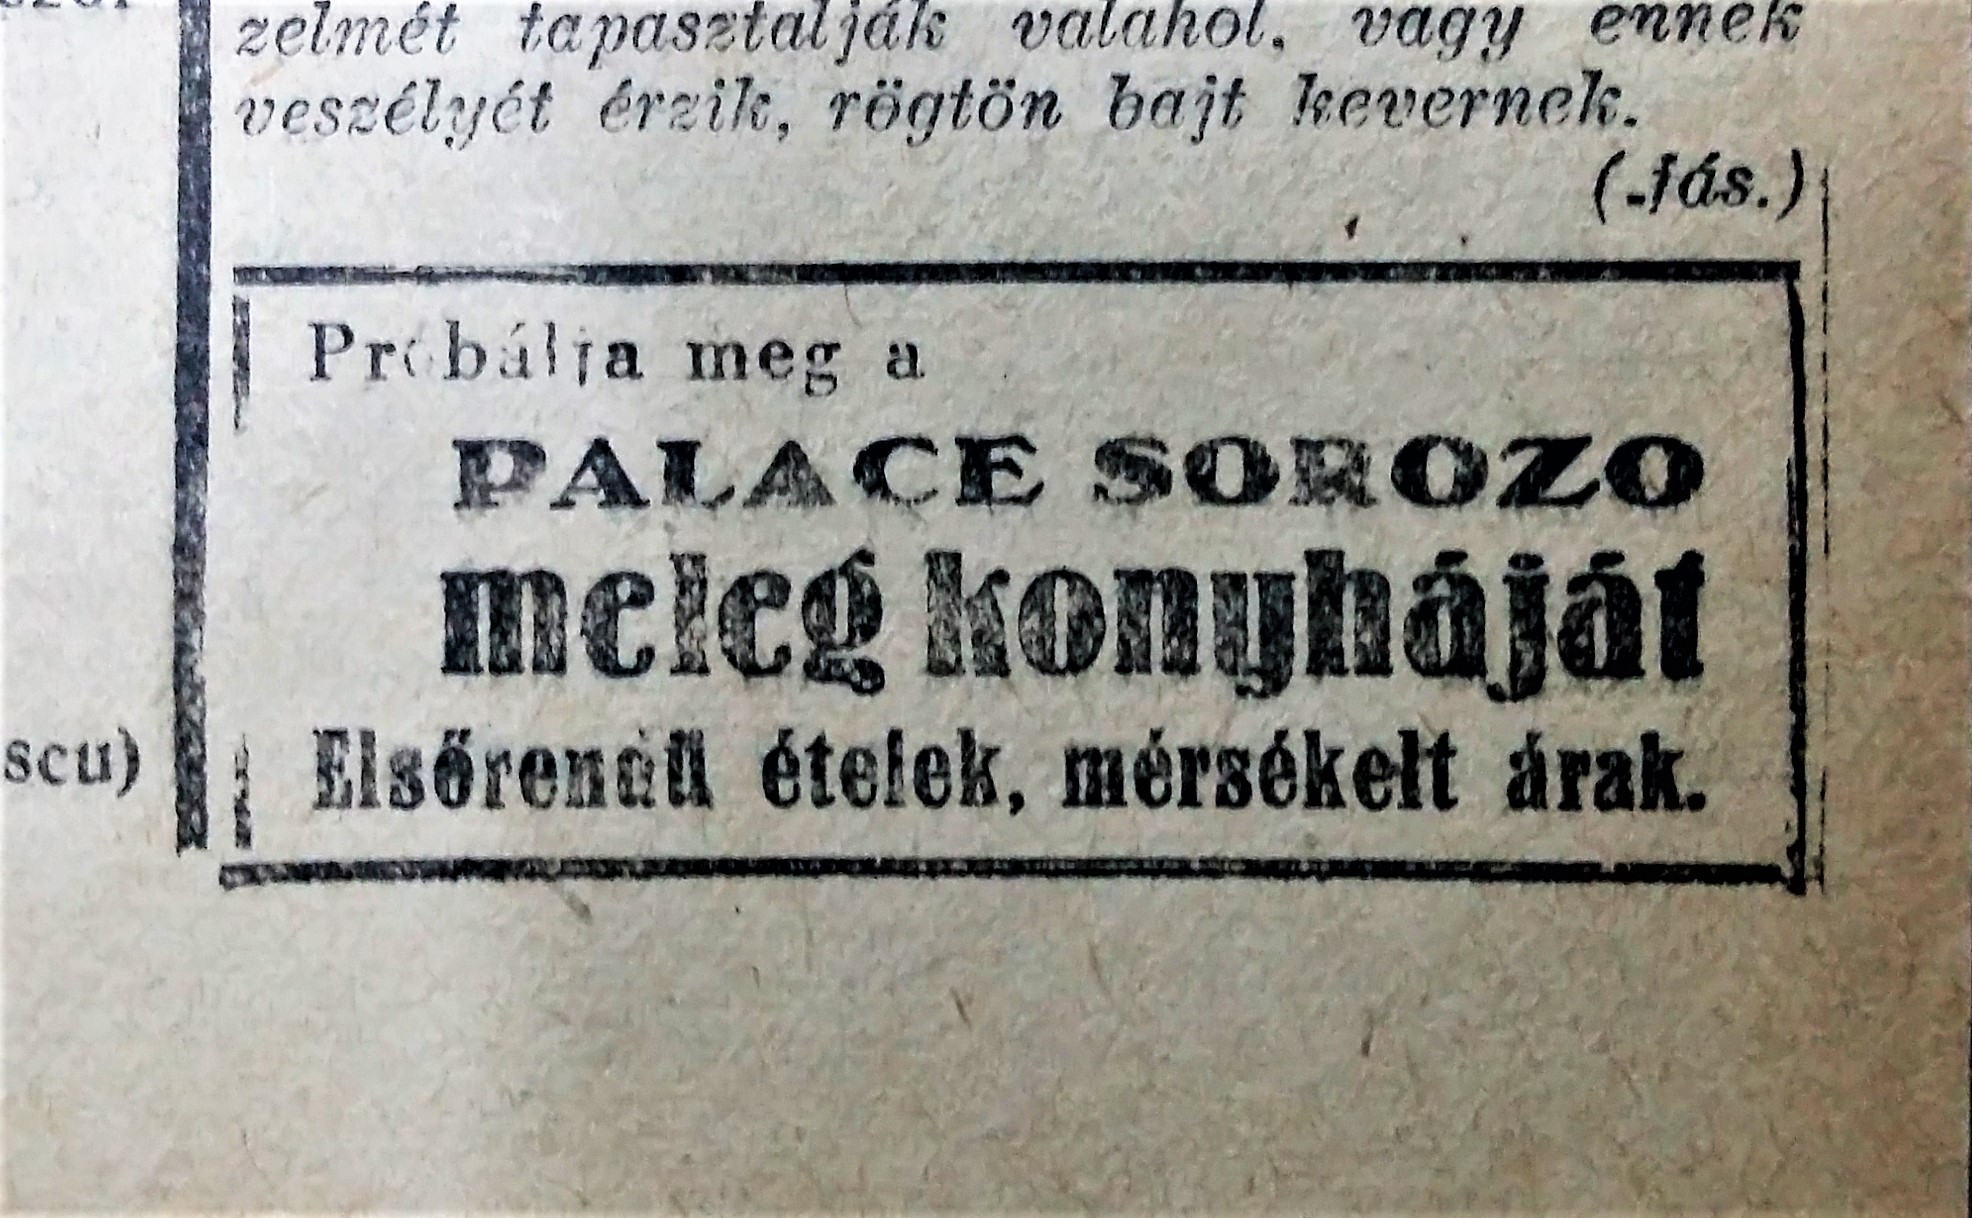 zelmét tapasztalják valahol, vagy ennek
veszélyét érzik, rögtön bajt kevernek.
(-tás.)
Próbálja meg a
PALACE SOROZO
meleg konyháját
Elsőrendű ételek, mérsékelt árak.
scu)